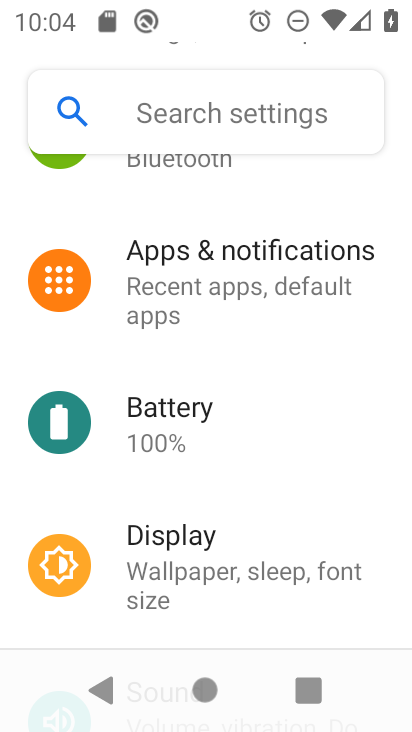 10:04
Search settings
Bluetooth
Apps & notifications
Recent apps, default
apps
Battery
100%
Display
Wallpaper, sleep, font
size
Sound
Volume, vibration, Do